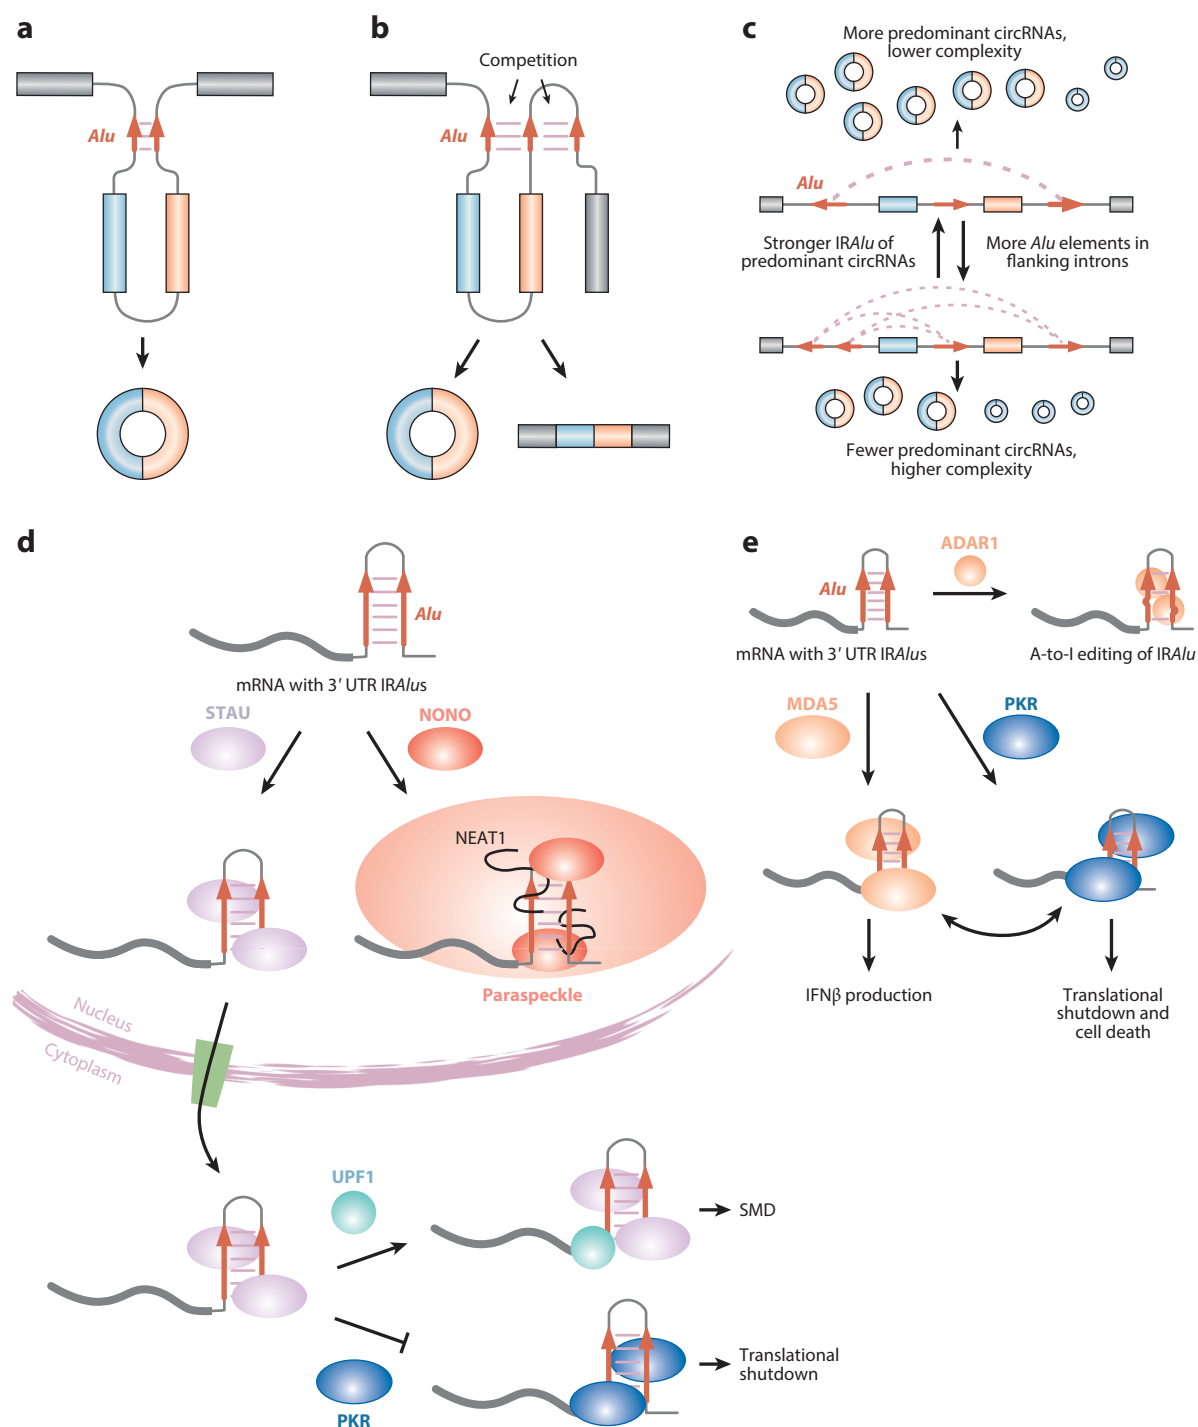 a
Alu
b
Competition
Alu
c
More predominant circRNAs,
lower complexity
Alu
Stronger IRAlu of
predominant circRNAs
More Alu elements in
flanking introns
Fewer predominant circRNAs,
higher complexity
d
Alu
mRNA with 3′ UTR IRAlus
STAU
NONO
NEAT1
Paraspeckle
Nucleus
Cytoplasm
UPF1
SMD
PKR
Translational
shutdown
e
ADAR1
Alu
mRNA with 3′ UTR IRAlus
A-to-I editing of IRAlu
MDA5
PKR
IFNβ production
Translational
shutdown and
cell death